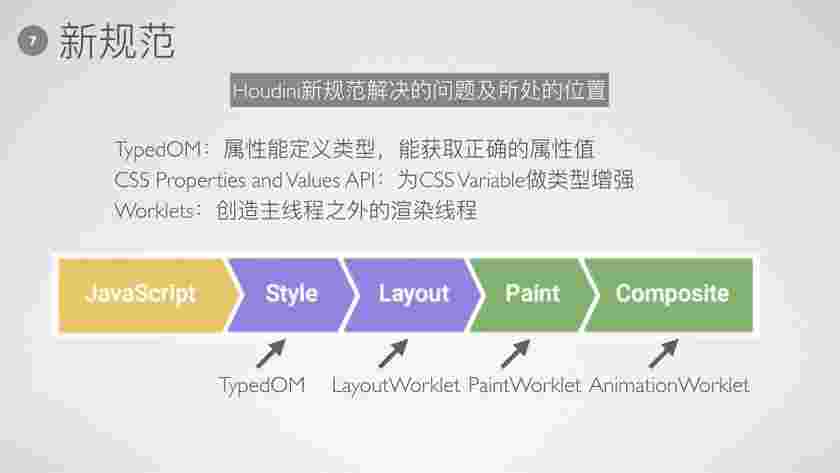 7 新规范
Houdini新规范解决的问题及所处的位置
TypedOM：属性能定义类型，能获取正确的属性值
CSS Properties and Values API：为CSS Variable做类型增强
Worklets：创造主线程之外的渲染线程
JavaScript Style Layout Paint Composite
TypedOM LayoutWorklet PaintWorklet AnimationWorklet